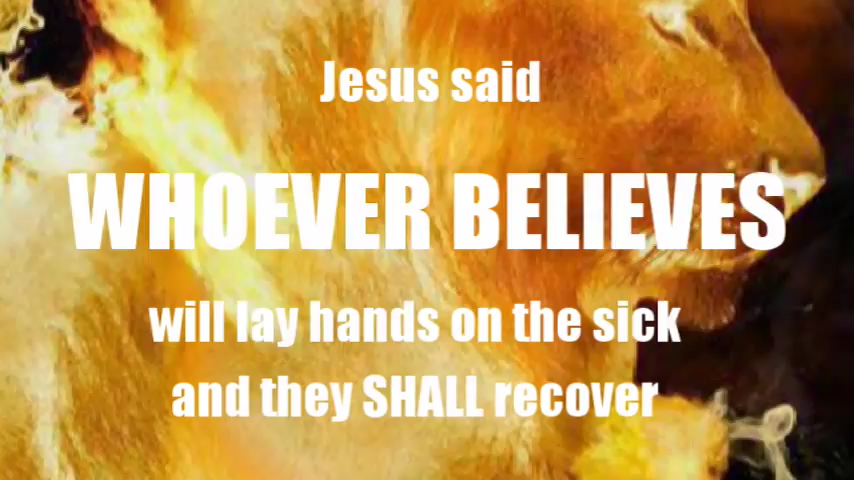 Jesus said
WHOEVER BELIEVES
will lay hands on the sick
and they SHALL recover